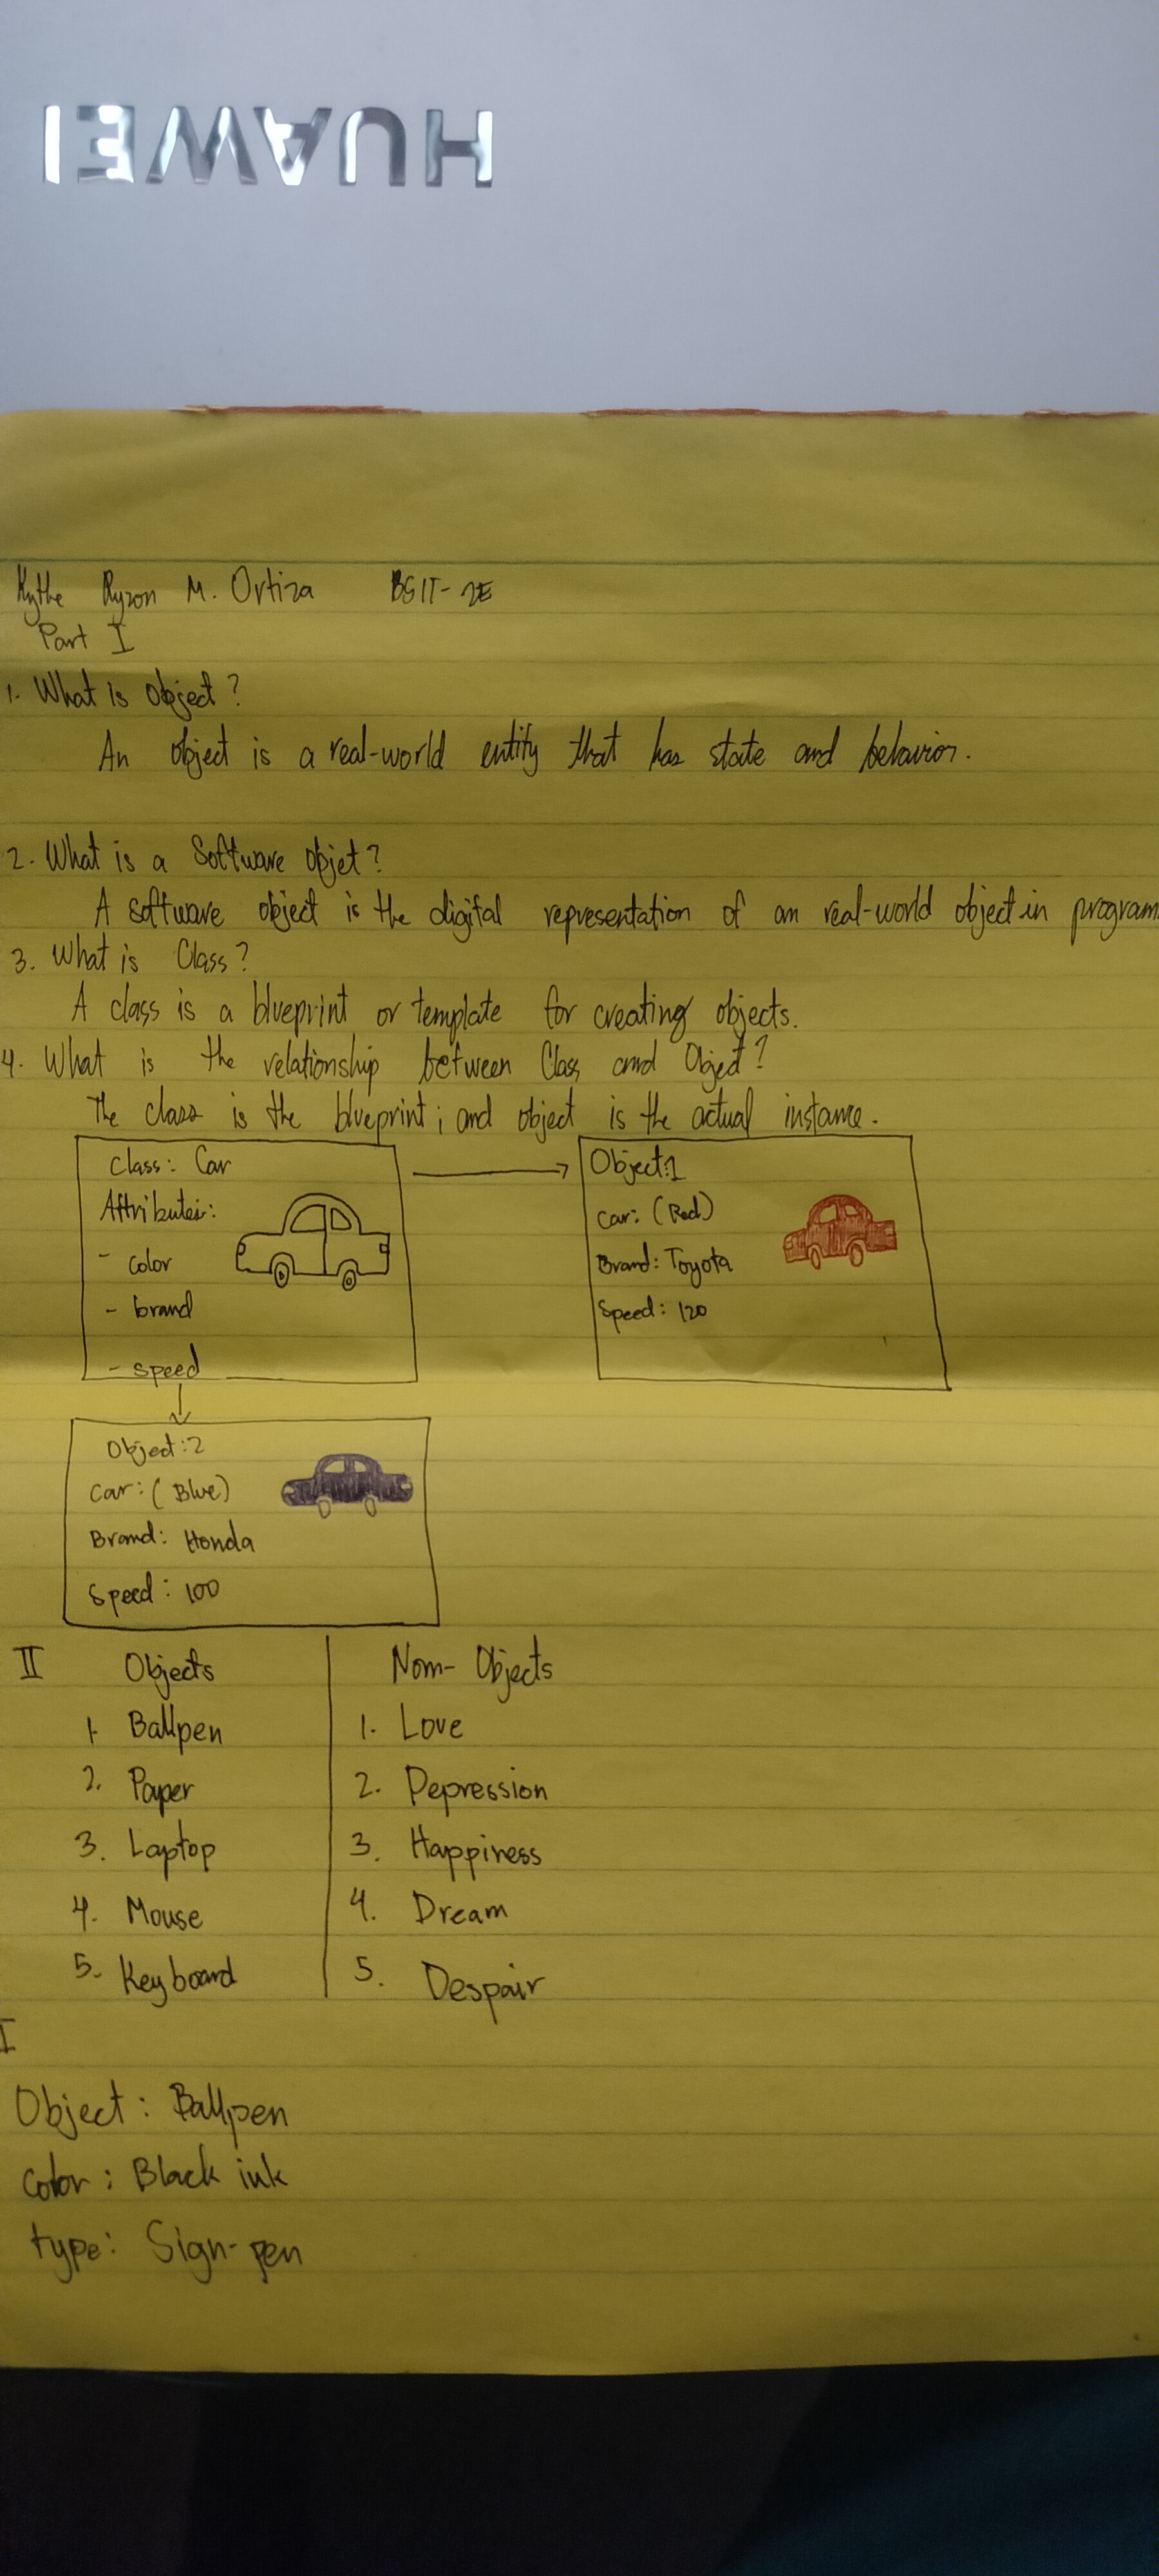 HUAWEI
Kythe Ryzon M. Ortiza BSIT-2E
Part I
1. What is object?
An object is a real-world entity that has state and behavior.
2. What is a Software objet?
A software object is the digital representation of an real-world object in program
3. What is Class?
A class is a blueprint or template for creating objects.
4. What is the relationship between Class and Object?
The class is the blueprint; and object is the actual instance.
Class: Car
Attributes:
- color
- brand
- speed
Object:1
Car: (Red)
Brand: Toyota
Speed: 120
Object:2
Car: (Blue)
Brand: Honda
Speed: 100
II Objects Non-Objects
1. Ballpen 1. Love
2. Paper 2. Depression
3. Laptop 3. Happiness
4. Mouse 4. Dream
5. Keyboard 5. Despair
I
Object: Ballpen
Color: Black ink
type: Sign-pen